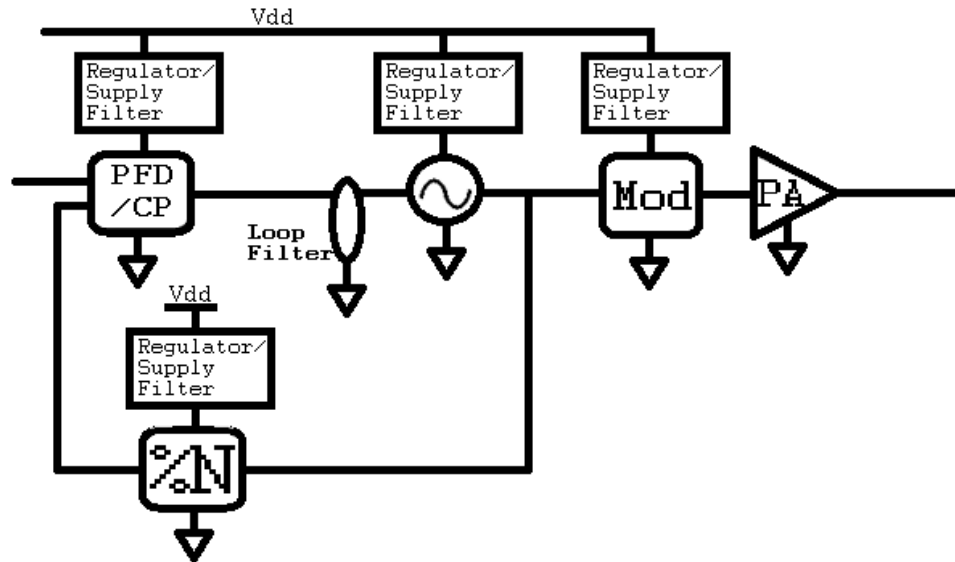 Vdd
Regulator/
Supply
Filter
Regulator/
Supply
Filter
Regulator/
Supply
Filter
PFD
/CP
Loop
Filter
Mod
PA
Vdd
Regulator/
Supply
Filter
%N